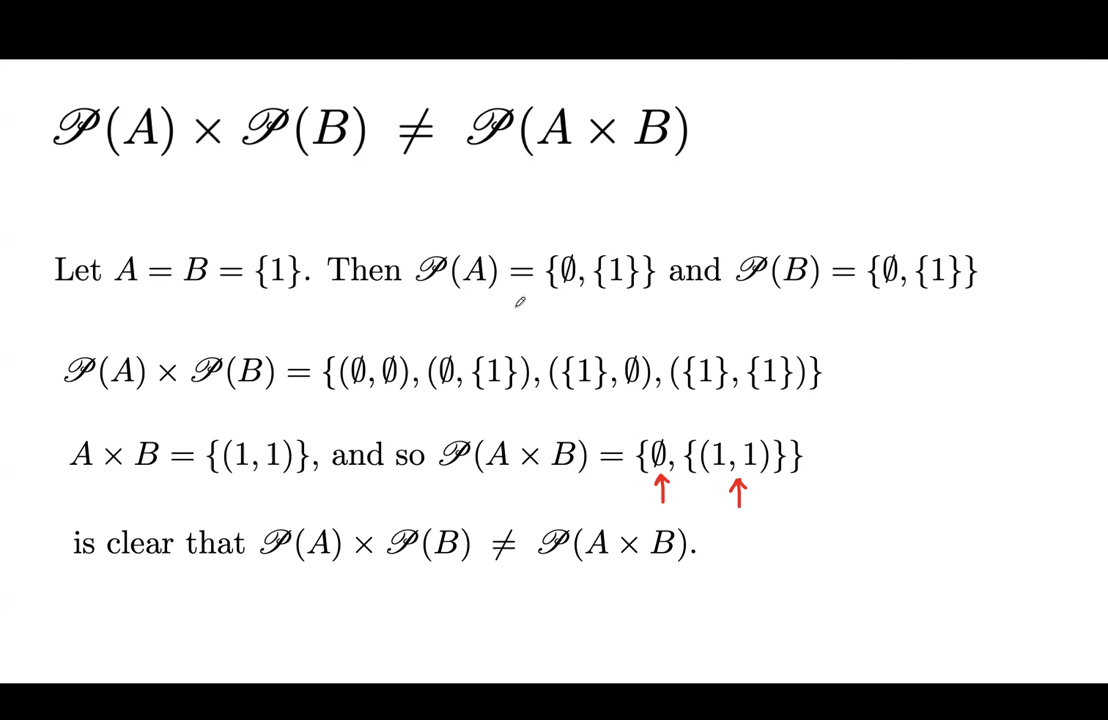 𝒫(A) × 𝒫(B) ≠ 𝒫(A × B)
Let A = B = {1}. Then 𝒫(A) = {∅, {1}} and 𝒫(B) = {∅, {1}}
𝒫(A) × 𝒫(B) = {(∅, ∅), (∅, {1}), ({1}, ∅), ({1}, {1})}
A × B = {(1, 1)}, and so 𝒫(A × B) = {∅, {(1, 1)}}
is clear that 𝒫(A) × 𝒫(B) ≠ 𝒫(A × B).